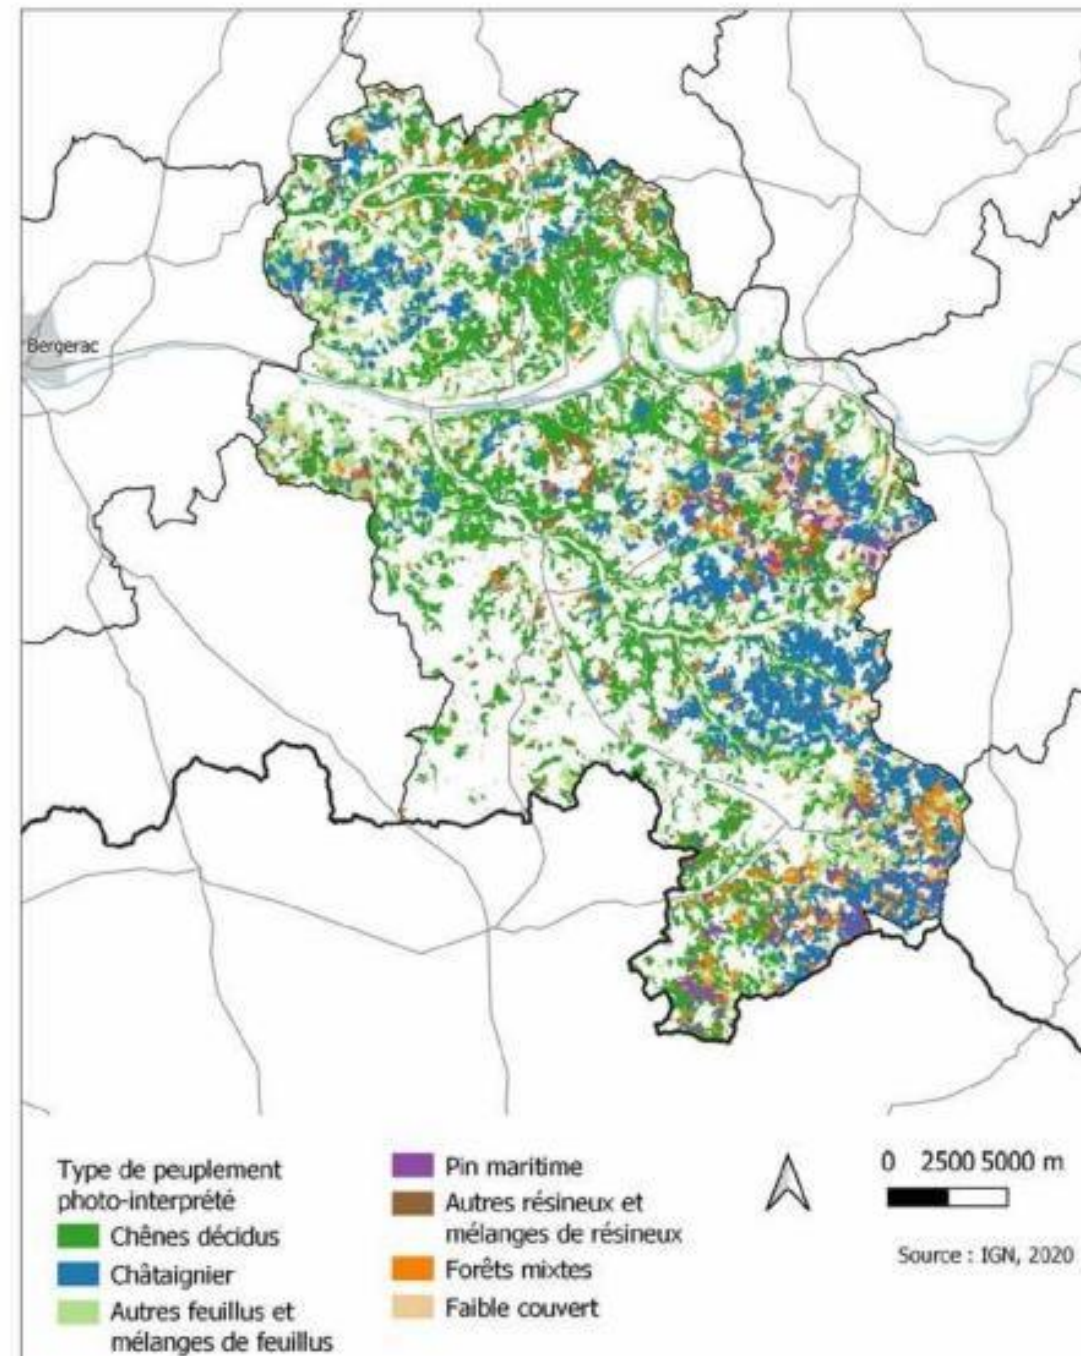 Bergerac
Type de peuplement
photo-interprété
Chênes décidus
Châtaignier
Autres feuillus et
mélanges de feuillus
Pin maritime
Autres résineux et
mélanges de résineux
Forêts mixtes
Faible couvert
0 2500 5000 m
Source : IGN, 2020